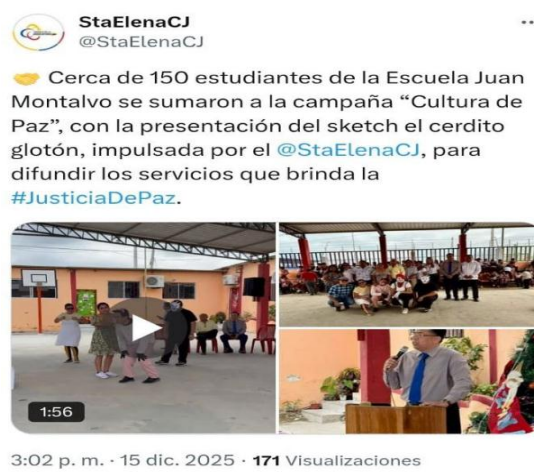 StaElenaCJ
@StaElenaCJ
🤝 Cerca de 150 estudiantes de la Escuela Juan
Montalvo se sumaron a la campaña “Cultura de
Paz”, con la presentación del sketch el cerdito
glotón, impulsada por el @StaElenaCJ, para
difundir los servicios que brinda la
#JusticiaDePaz.
1:56
3:02 p. m. · 15 dic. 2025 · 171 Visualizaciones